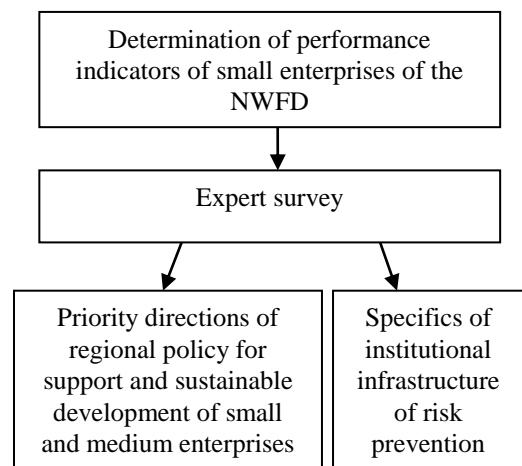 Determination of performance
indicators of small enterprises of the
NWFD
Expert survey
Priority directions of
regional policy for
support and sustainable
development of small
and medium enterprises
Specifics of
institutional
infrastructure
of risk
prevention